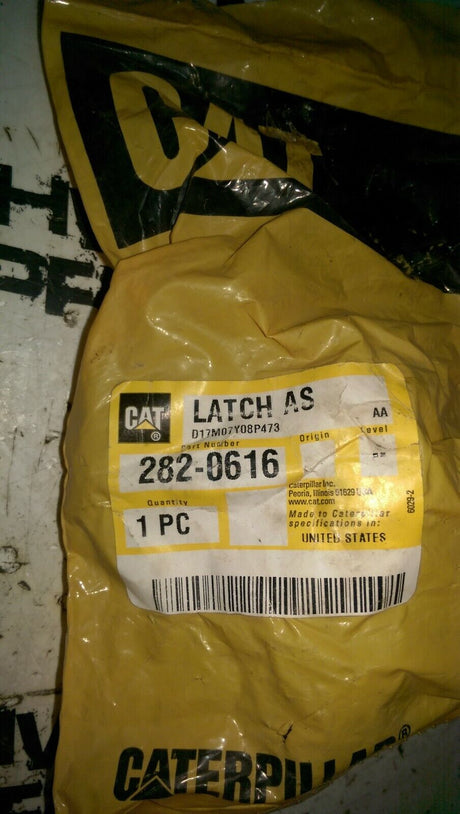 CAT
CAT®
LATCH AS
D17M07Y08P473
AA
Part Number
Origin
Level
282-0616
Caterpillar Inc.
Peoria, Illinois 61629 USA
www.cat.com
Quantity
1 PC
Made to Caterpillar
specifications in:
UNITED STATES
6029-2
CATERPILLAR®